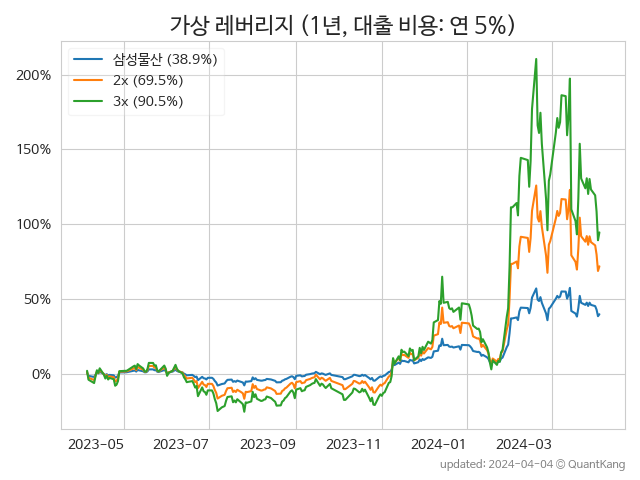 가상 레버리지 (1년, 대출 비용: 연 5%)
삼성물산 (38.9%)
2x (69.5%)
3x (90.5%)
200%
150%
100%
50%
0%
2023-05 2023-07 2023-09 2023-11 2024-01 2024-03
updated: 2024-04-04 © QuantKang